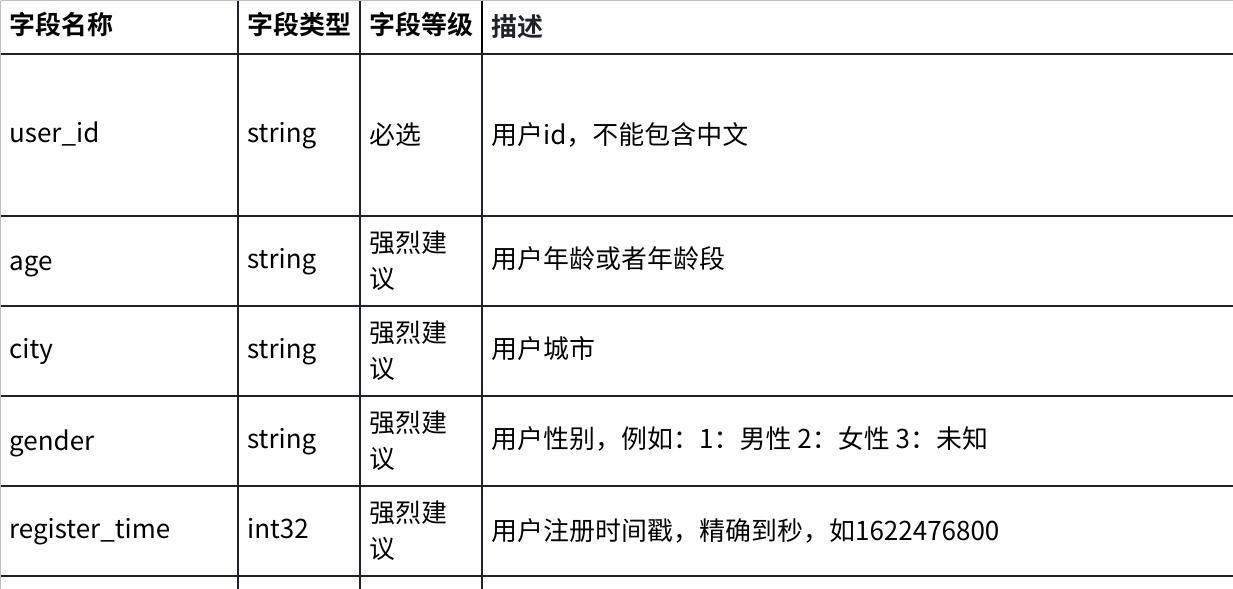 字段名称 字段类型 字段等级 描述
user_id string 必选 用户id，不能包含中文
age string 强烈建
议 用户年龄或者年龄段
city string 强烈建
议 用户城市
gender string 强烈建
议 用户性别，例如：1：男性 2：女性 3：未知
register_time int32 强烈建
议 用户注册时间戳，精确到秒，如1622476800